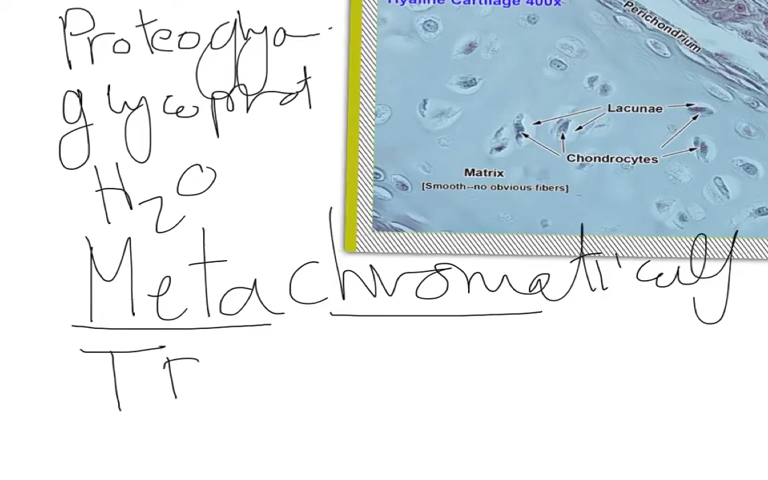 Proteoglya.
glycoprot
H2O
Metachromatically
Tr
Hyaline Cartilage 400x
Perichondrium
Lacunae
Chondrocytes
Matrix
[Smooth--no obvious fibers]